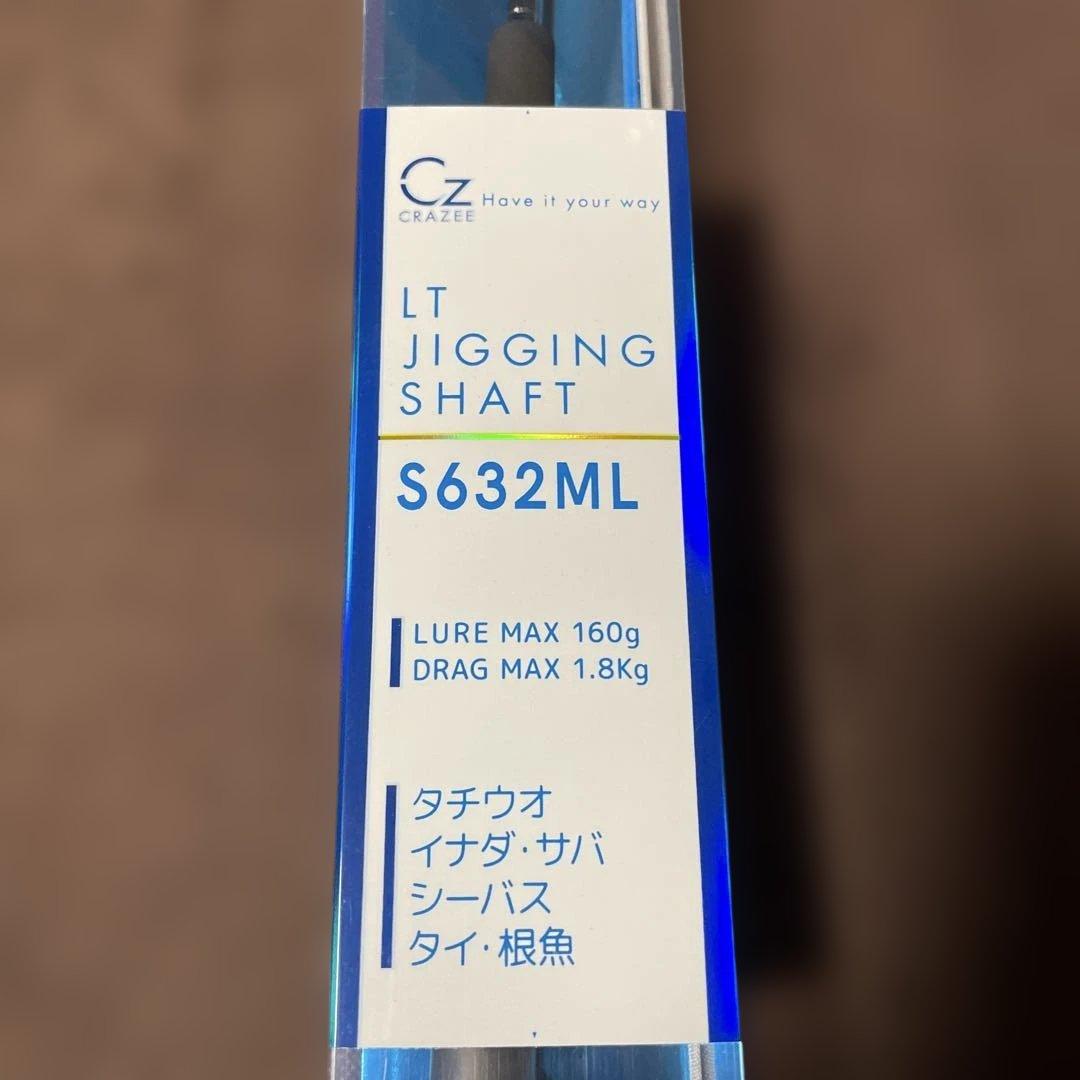 Cz
CRAZEE
Have it your way
LT
JIGGING
SHAFT
S632ML
LURE MAX 160g
DRAG MAX 1.8Kg
タチウオ
イナダ・サバ
シーバス
タイ・根魚